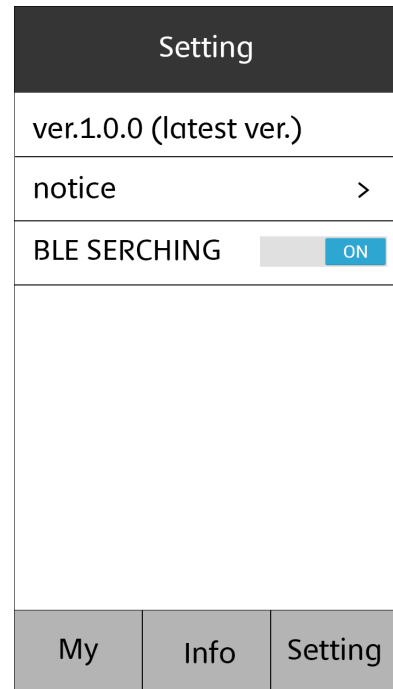 Setting
ver.1.0.0 (latest ver.)
notice >
BLE SERCHING ON
My Info Setting